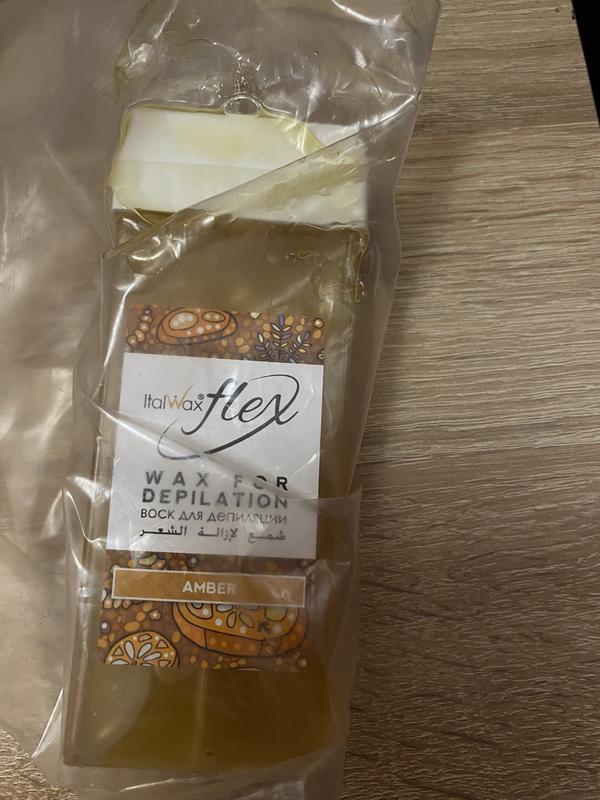 ItalWax® flex
WAX FOR
DEPILATION
ВОСК ДЛЯ ДЕПИЛЯЦИИ
شمع لإزالة الشعر
AMBER